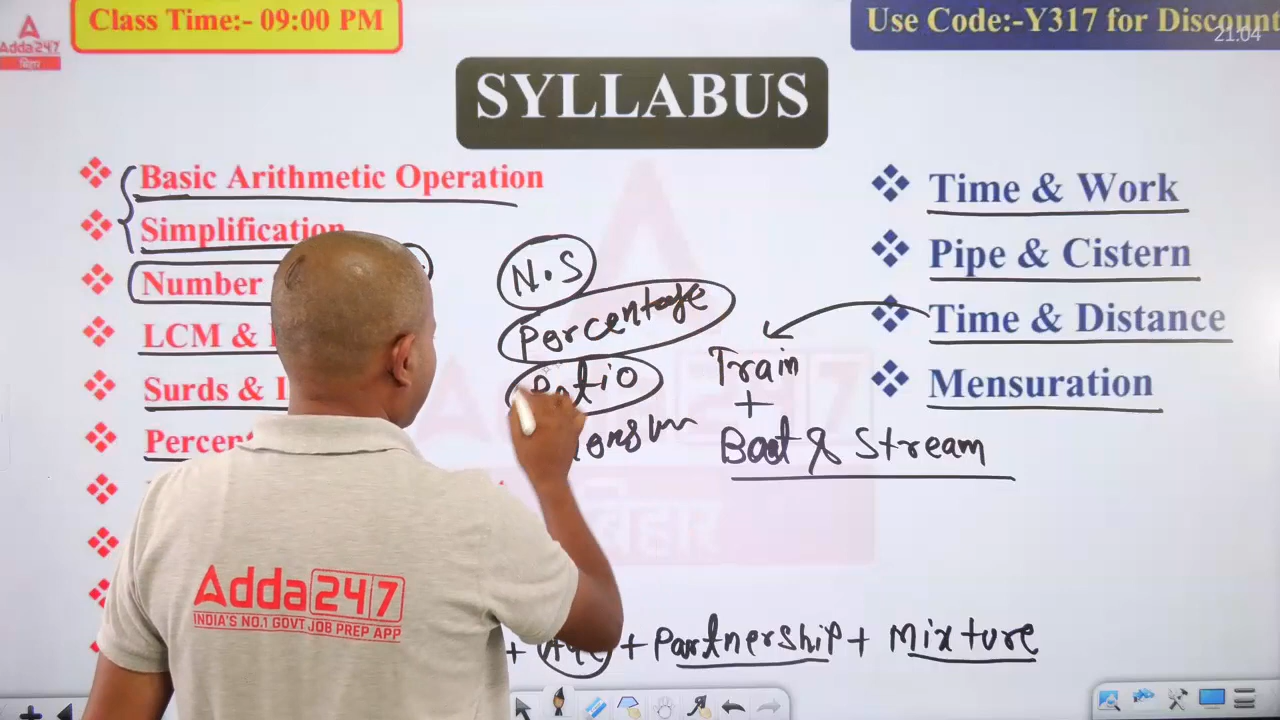 Class Time:- 09:00 PM
Use Code:-Y317 for Discount
21:04
Adda247
बिहार
SYLLABUS
Basic Arithmetic Operation
Simplification
Number
LCM &
Surds &
Percent
N.S
Percentage
Ratio
Train
+
Boat & Stream
Time & Work
Pipe & Cistern
Time & Distance
Mensuration
247
बिहार
+ Age + Partnership + Mixture
Adda247
INDIA'S NO.1 GOVT JOB PREP APP